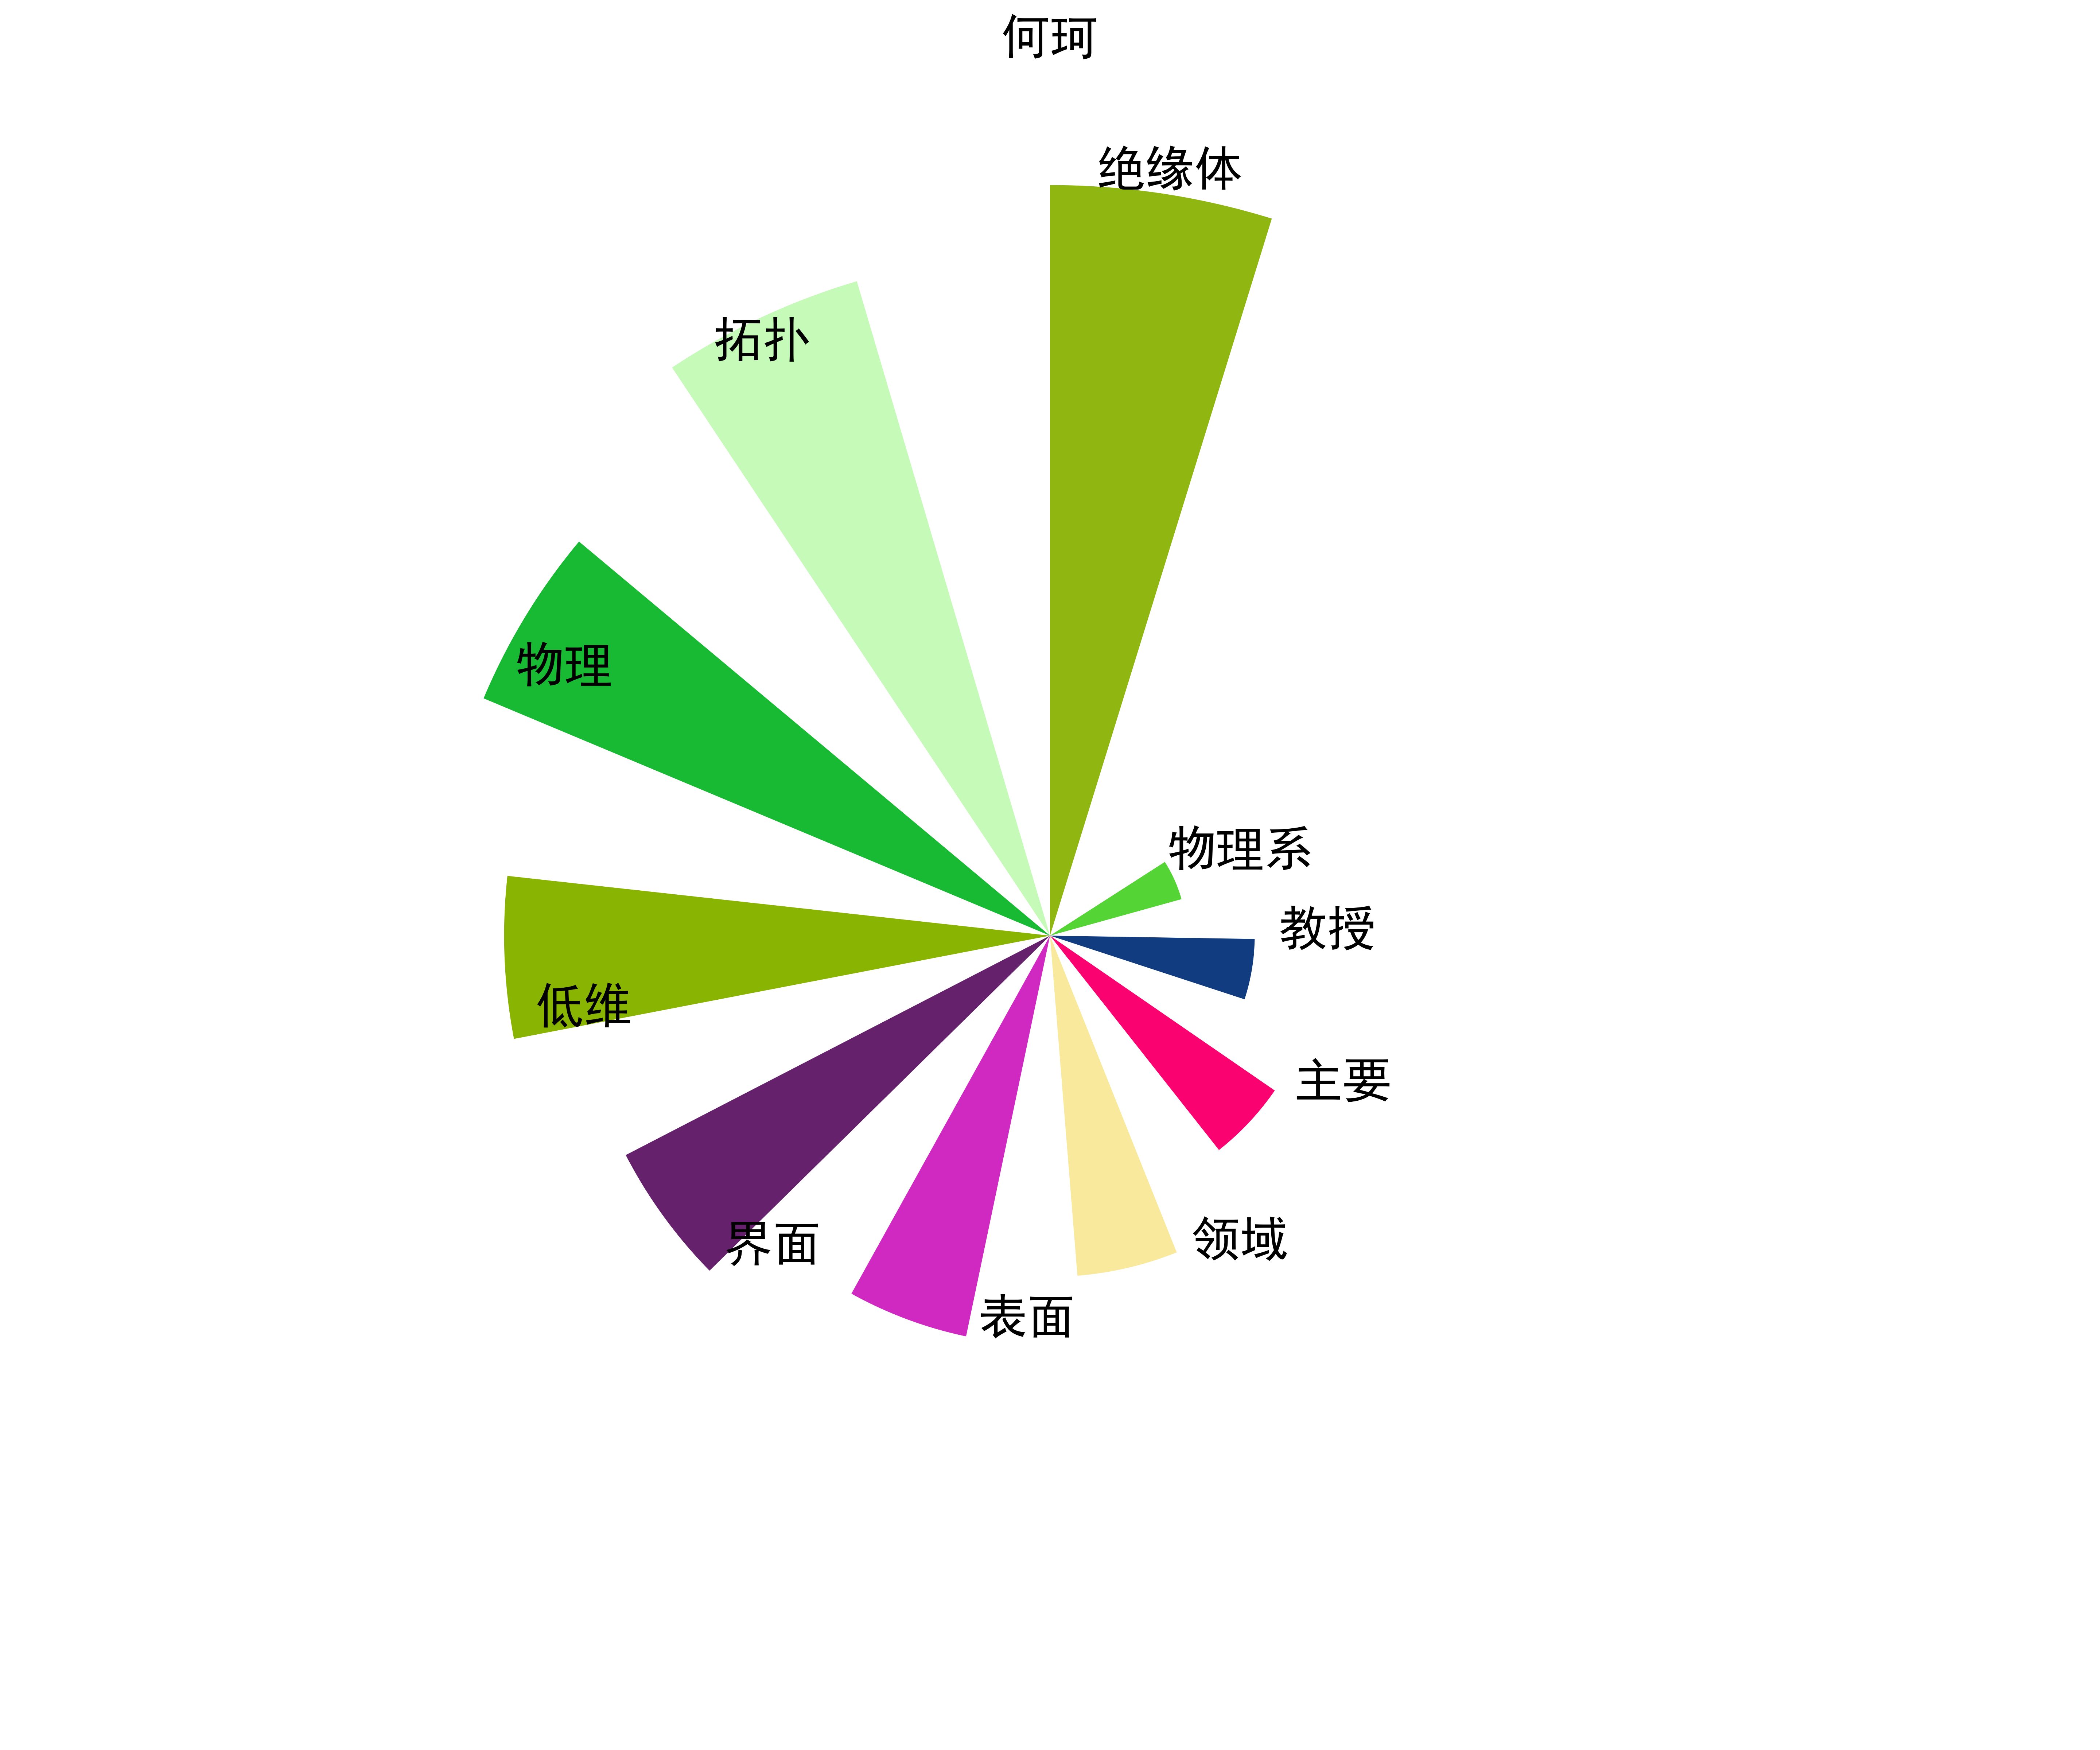 何珂
绝缘体
拓扑
物理
物理系
教授
低维
主要
界面
领域
表面